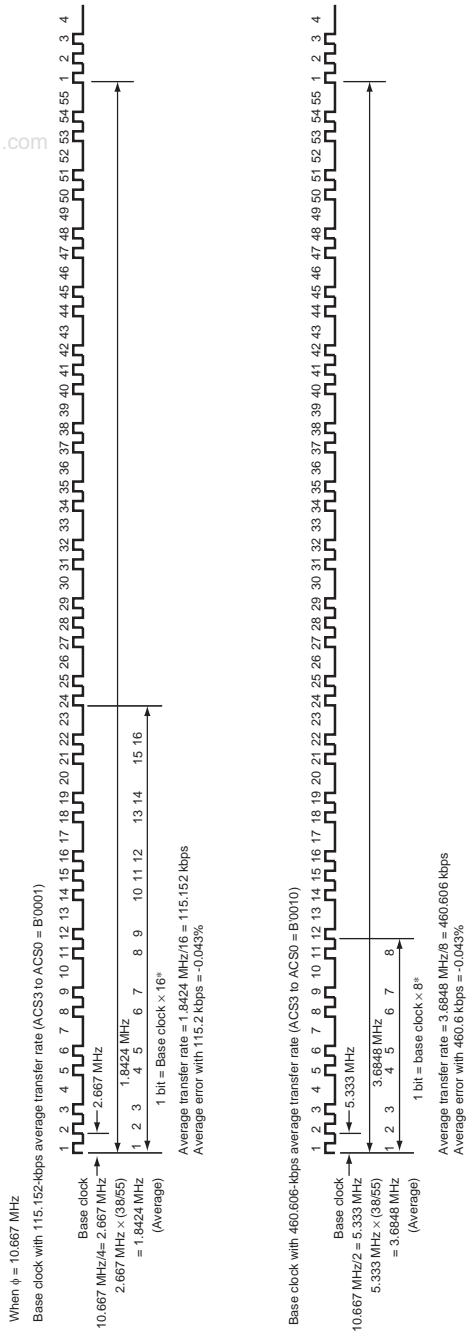 When ϕ = 10.667 MHz
Base clock with 115.152-kbps average transfer rate (ACS3 to ACS0 = B'0001)
1 2 3 4 5 6 7 8 9 10 11 12 13 14 15 16 17 18 19 20 21 22 23 24 25 26 27 28 29 30 31 32 33 34 35 36 37 38 39 40 41 42 43 44 45 46 47 48 49 50 51 52 53 54 55 1 2 3 4
Base clock
10.667 MHz/4= 2.667 MHz
2.667 MHz
2.667 MHz × (38/55)
1.8424 MHz
= 1.8424 MHz
1 2 3 4 5 6 7 8 9 10 11 12 13 14 15 16
(Average)
1 bit = Base clock × 16*
Average transfer rate = 1.8424 MHz/16 = 115.152 kbps
Average error with 115.2 kbps = -0.043%
Base clock with 460.606-kbps average transfer rate (ACS3 to ACS0 = B'0010)
1 2 3 4 5 6 7 8 9 10 11 12 13 14 15 16 17 18 19 20 21 22 23 24 25 26 27 28 29 30 31 32 33 34 35 36 37 38 39 40 41 42 43 44 45 46 47 48 49 50 51 52 53 54 55 1 2 3 4
Base clock
10.667 MHz/2 = 5.333 MHz
5.333 MHz
5.333 MHz × (38/55)
3.6848 MHz
= 3.6848 MHz
1 2 3 4 5 6 7 8
(Average)
1 bit = base clock × 8*
Average transfer rate = 3.6848 MHz/8 = 460.606 kbps
Average error with 460.6 kbps = -0.043%
.com